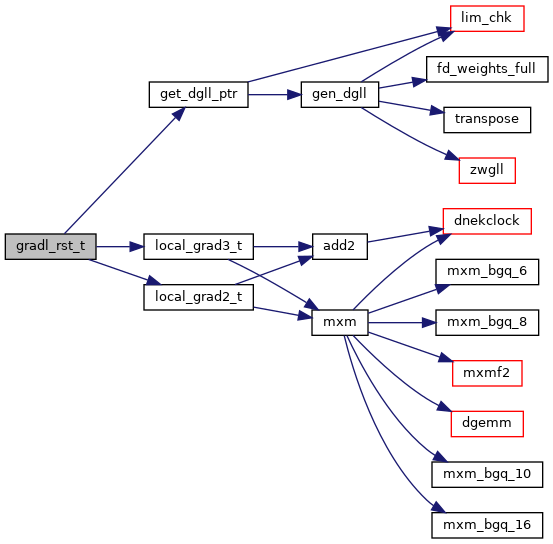 lim_chk
fd_weights_full
get_dgll_ptr
gen_dgll
transpose
zwgll
dnekclock
gradl_rst_t
local_grad3_t
add2
mxm_bgq_6
local_grad2_t
mxm
mxm_bgq_8
mxmf2
dgemm
mxm_bgq_10
mxm_bgq_16